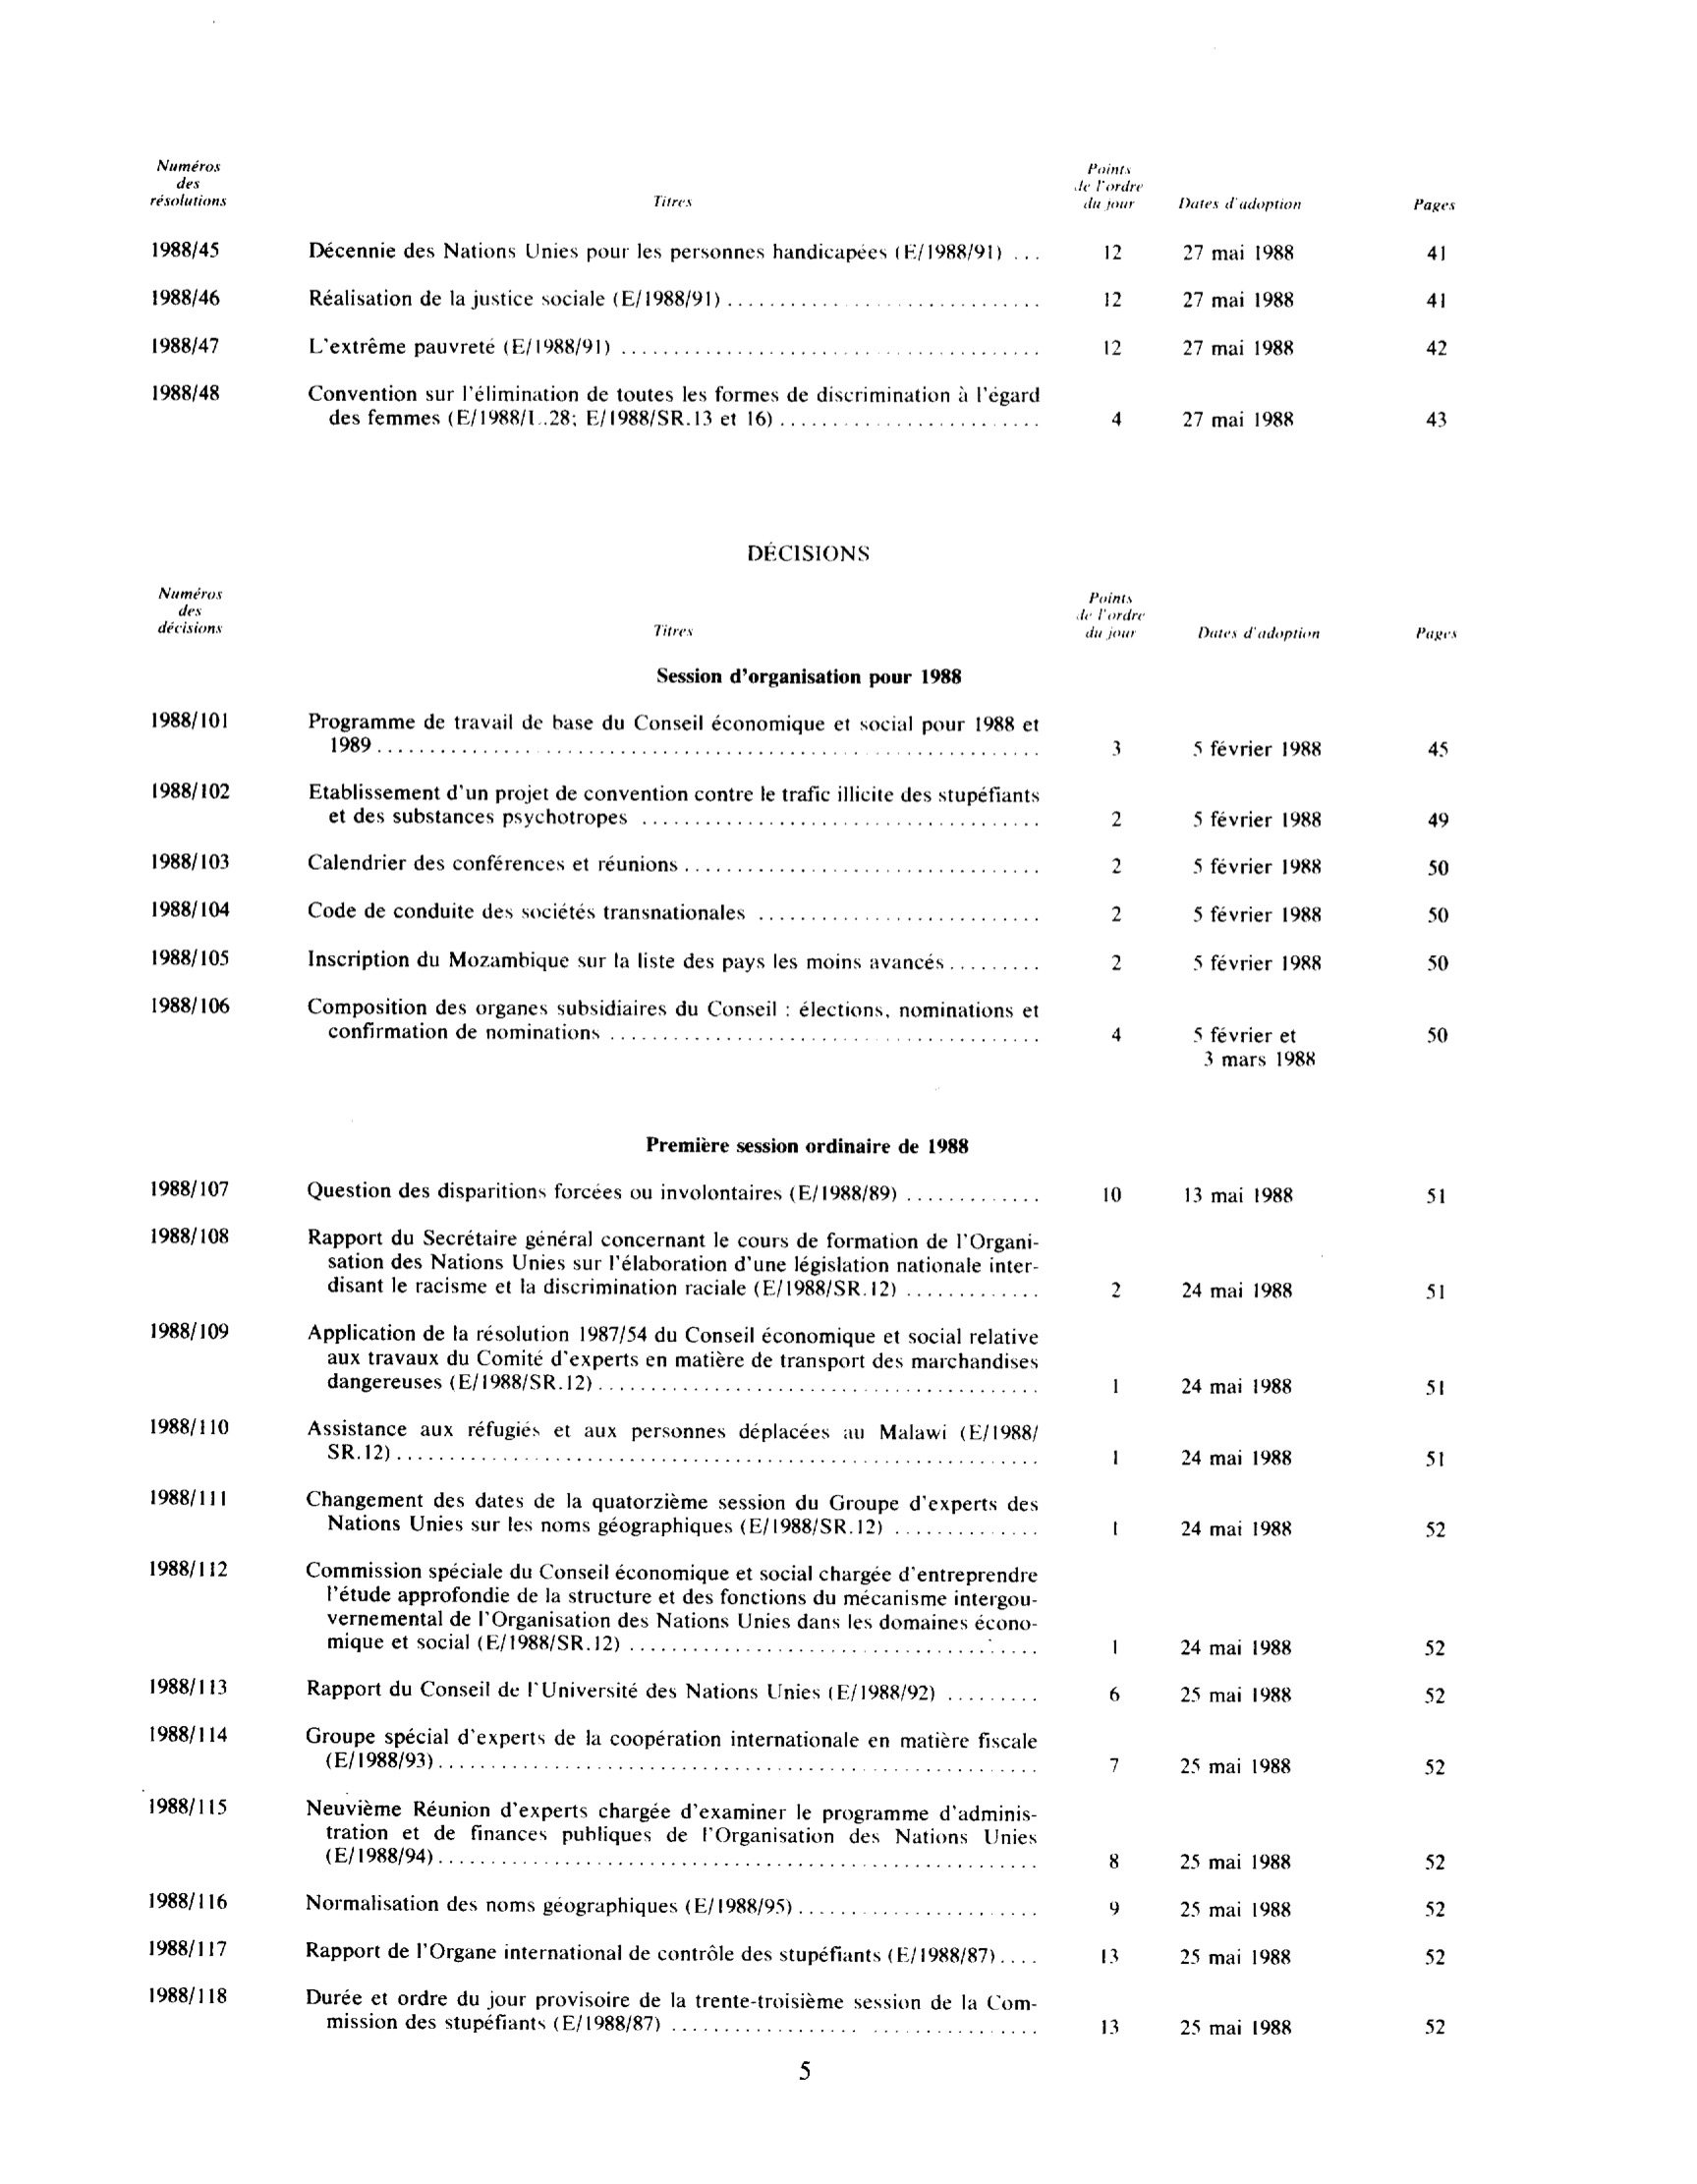 Numéros
des
résolutions
Titres
Points
de l'ordre
du jour
Dates d'adoption
Pages
1988/45 Décennie des Nations Unies pour les personnes handicapées (E/1988/91) ... 12 27 mai 1988 41
1988/46 Réalisation de la justice sociale (E/1988/91) ... 12 27 mai 1988 41
1988/47 L'extrême pauvreté (E/1988/91) ... 12 27 mai 1988 42
1988/48 Convention sur l'élimination de toutes les formes de discrimination à l'égard
des femmes (E/1988/L.28; E/1988/SR.13 et 16) ... 4 27 mai 1988 43
DÉCISIONS
Numéros
des
décisions
Titres
Points
de l'ordre
du jour
Dates d'adoption
Pages
Session d'organisation pour 1988
1988/101 Programme de travail de base du Conseil économique et social pour 1988 et
1989 ... 3 5 février 1988 45
1988/102 Etablissement d'un projet de convention contre le trafic illicite des stupéfiants
et des substances psychotropes ... 2 5 février 1988 49
1988/103 Calendrier des conférences et réunions ... 2 5 février 1988 50
1988/104 Code de conduite des sociétés transnationales ... 2 5 février 1988 50
1988/105 Inscription du Mozambique sur la liste des pays les moins avancés ... 2 5 février 1988 50
1988/106 Composition des organes subsidiaires du Conseil : élections, nominations et
confirmation de nominations ... 4 5 février et 50
3 mars 1988
Première session ordinaire de 1988
1988/107 Question des disparitions forcées ou involontaires (E/1988/89) ... 10 13 mai 1988 51
1988/108 Rapport du Secrétaire général concernant le cours de formation de l'Organi-
sation des Nations Unies sur l'élaboration d'une législation nationale inter-
disant le racisme et la discrimination raciale (E/1988/SR.12) ... 2 24 mai 1988 51
1988/109 Application de la résolution 1987/54 du Conseil économique et social relative
aux travaux du Comité d'experts en matière de transport des marchandises
dangereuses (E/1988/SR.12) ... 1 24 mai 1988 51
1988/110 Assistance aux réfugiés et aux personnes déplacées au Malawi (E/1988/
SR.12) ... 1 24 mai 1988 51
1988/111 Changement des dates de la quatorzième session du Groupe d'experts des
Nations Unies sur les noms géographiques (E/1988/SR.12) ... 1 24 mai 1988 52
1988/112 Commission spéciale du Conseil économique et social chargée d'entreprendre
l'étude approfondie de la structure et des fonctions du mécanisme intergou-
vernemental de l'Organisation des Nations Unies dans les domaines écono-
mique et social (E/1988/SR.12) ... 1 24 mai 1988 52
1988/113 Rapport du Conseil de l'Université des Nations Unies (E/1988/92) ... 6 25 mai 1988 52
1988/114 Groupe spécial d'experts de la coopération internationale en matière fiscale
(E/1988/93) ... 7 25 mai 1988 52
1988/115 Neuvième Réunion d'experts chargée d'examiner le programme d'adminis-
tration et de finances publiques de l'Organisation des Nations Unies
(E/1988/94) ... 8 25 mai 1988 52
1988/116 Normalisation des noms géographiques (E/1988/95) ... 9 25 mai 1988 52
1988/117 Rapport de l'Organe international de contrôle des stupéfiants (E/1988/87) ... 13 25 mai 1988 52
1988/118 Durée et ordre du jour provisoire de la trente-troisième session de la Com-
mission des stupéfiants (E/1988/87) ... 13 25 mai 1988 52
5